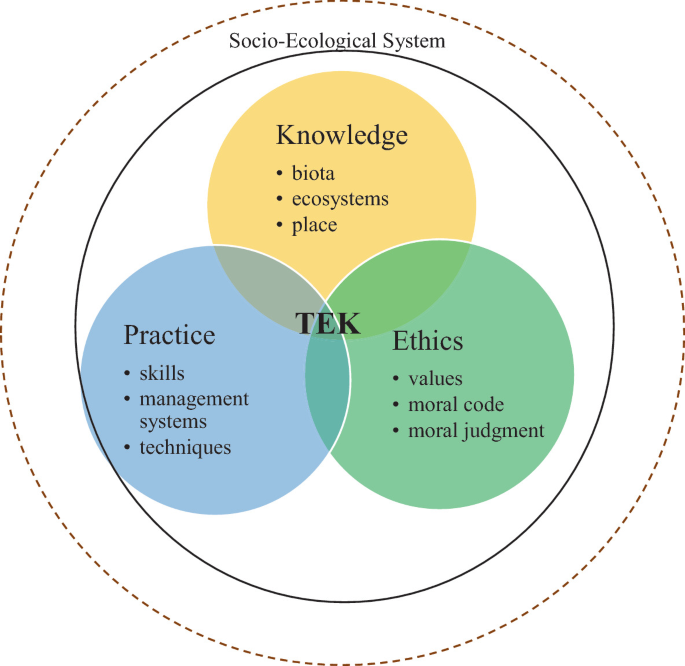 Socio-Ecological System
Knowledge
• biota
• ecosystems
• place
TEK
Practice
• skills
• management
systems
• techniques
Ethics
• values
• moral code
• moral judgment